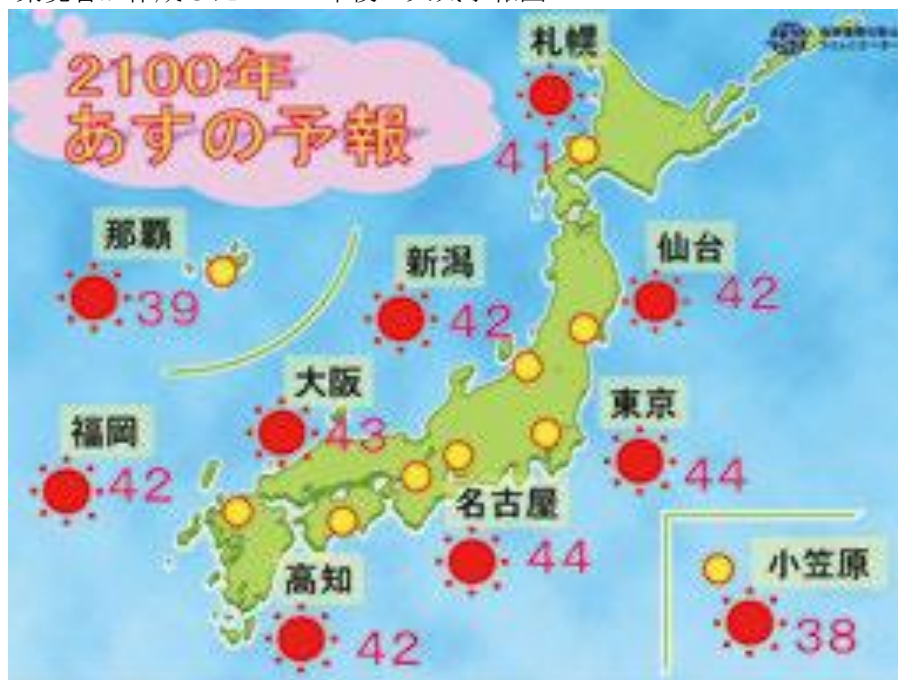 2100年
あすの予報
札幌
41
那覇
39
新潟
42
仙台
42
大阪
43
福岡
42
東京
44
名古屋
44
高知
42
小笠原
38